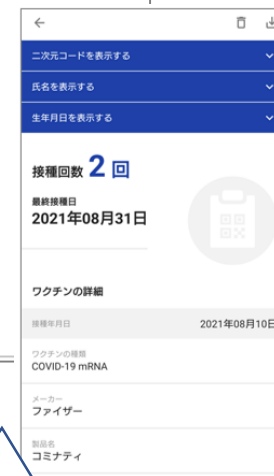 二次元コードを表示する
氏名を表示する
生年月日を表示する
接種回数 2 回
最終接種日
2021年08月31日
ワクチンの詳細
接種年月日 2021年08月10日
ワクチンの種類
COVID-19 mRNA
メーカー
ファイザー
製品名
コミナティ